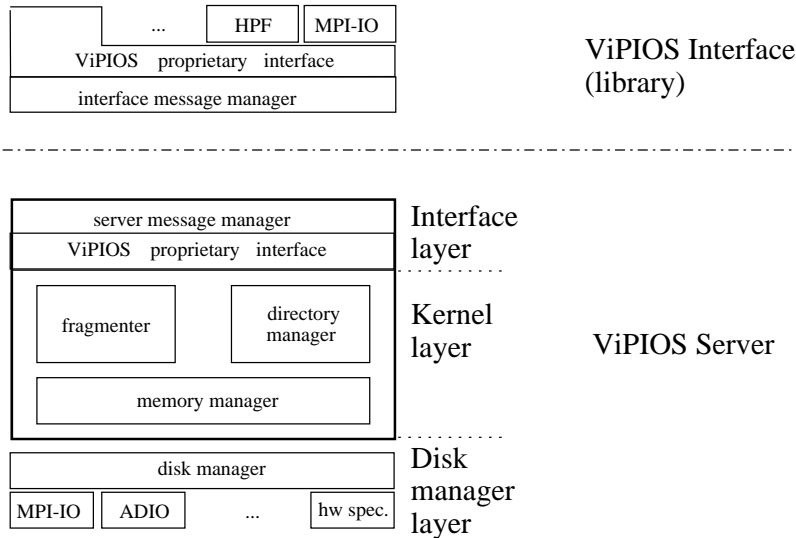 ... HPF MPI-IO
ViPIOS proprietary interface
interface message manager
ViPIOS Interface
(library)
server message manager
ViPIOS proprietary interface
Interface
layer
fragmenter
directory
manager
memory manager
Kernel
layer
ViPIOS Server
disk manager
MPI-IO ADIO ... hw spec.
Disk
manager
layer